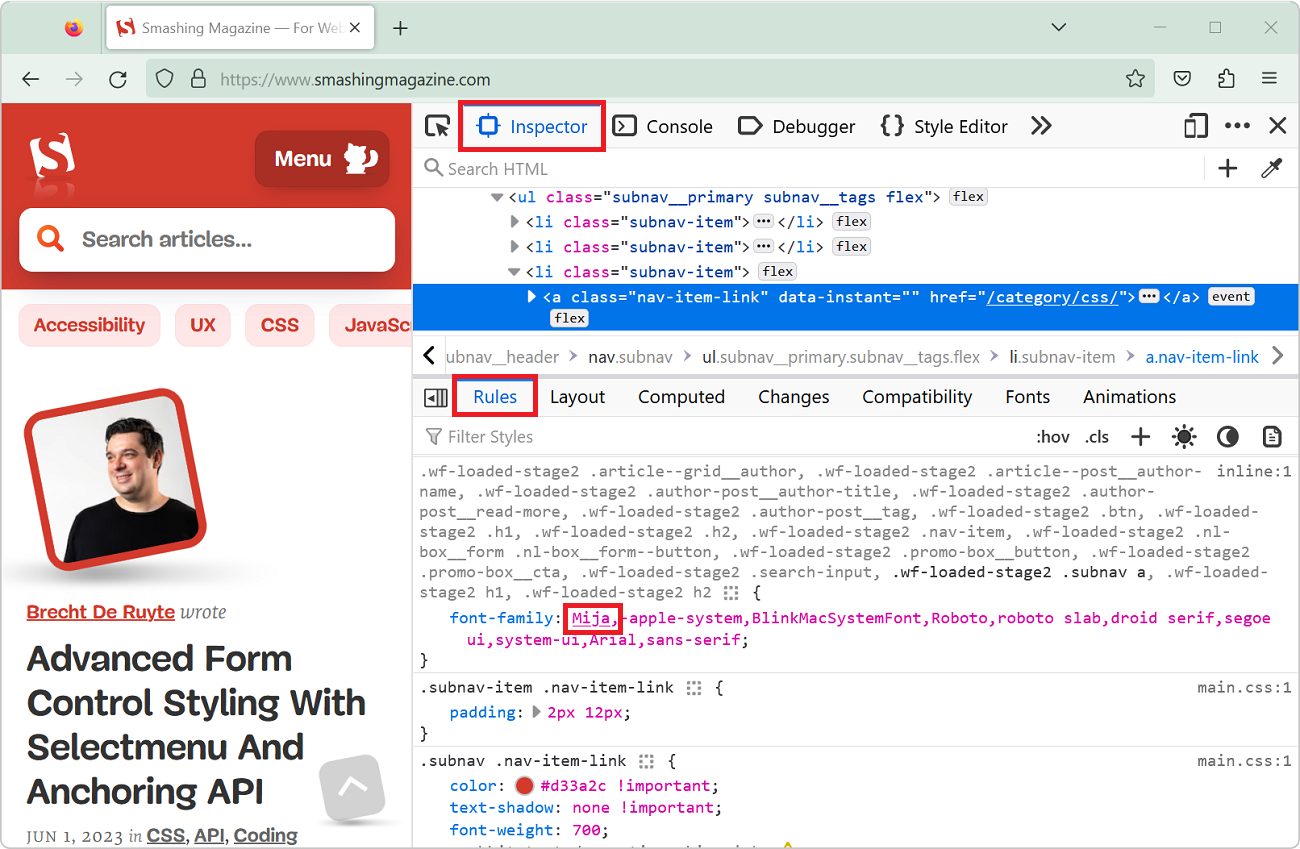 Smashing Magazine — For Web
https://www.smashingmagazine.com
Menu
Search articles...
Accessibility UX CSS JavaSc
Brecht De Ruyte wrote
Advanced Form
Control Styling With
Selectmenu And
Anchoring API
JUN 1, 2023 in CSS, API, Coding
Inspector Console Debugger Style Editor
Search HTML
<ul class="subnav__primary subnav__tags flex"> flex
<li class="subnav-item"> ••• </li> flex
<li class="subnav-item"> ••• </li> flex
<li class="subnav-item"> flex
<a class="nav-item-link" data-instant="" href="/category/css/"> ••• </a> event
flex
ubnav__header > nav.subnav > ul.subnav__primary.subnav__tags.flex > li.subnav-item > a.nav-item-link
Rules Layout Computed Changes Compatibility Fonts Animations
Filter Styles :hov .cls
.wf-loaded-stage2 .article--grid__author, .wf-loaded-stage2 .article--post__author- inline:1
name, .wf-loaded-stage2 .author-post__author-title, .wf-loaded-stage2 .author-
post__read-more, .wf-loaded-stage2 .author-post__tag, .wf-loaded-stage2 .btn, .wf-loaded-
stage2 .h1, .wf-loaded-stage2 .h2, .wf-loaded-stage2 .nav-item, .wf-loaded-stage2 .nl-
box__form .nl-box__form--button, .wf-loaded-stage2 .promo-box__button, .wf-loaded-stage2
.promo-box__cta, .wf-loaded-stage2 .search-input, .wf-loaded-stage2 .subnav a, .wf-loaded-
stage2 h1, .wf-loaded-stage2 h2 {
font-family: Mija,-apple-system,BlinkMacSystemFont,Roboto,roboto slab,droid serif,segoe
ui,system-ui,Arial,sans-serif;
}
.subnav-item .nav-item-link { main.css:1
padding: 2px 12px;
}
.subnav .nav-item-link { main.css:1
color: #d33a2c !important;
text-shadow: none !important;
font-weight: 700;